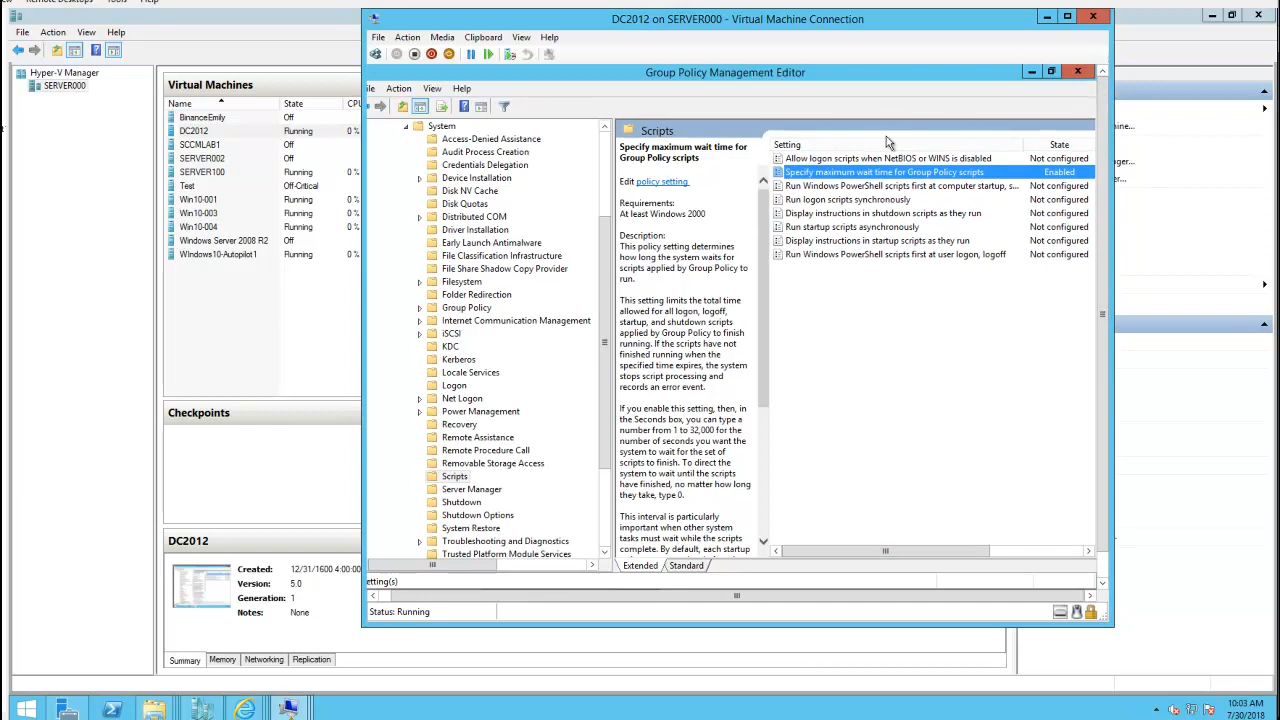 Remote Desktops Tools Help
File Action View Help
Hyper-V Manager
SERVER000
Virtual Machines
Name State CPU
BinanceEmily Off
DC2012 Running 0 %
SCCMLAB1 Off
SERVER002 Off
SERVER100 Running 0 %
Test Off-Critical
Win10-001 Running 0 %
Win10-003 Running 0 %
Win10-004 Running 0 %
Windows Server 2008 R2 Off
WIndows10-Autopilot1 Running 0 %
Checkpoints
DC2012
Created: 12/31/1600 4:00:00
Version: 5.0
Generation: 1
Notes: None
Summary Memory Networking Replication
DC2012 on SERVER000 - Virtual Machine Connection
File Action Media Clipboard View Help
Group Policy Management Editor
ile Action View Help
System
Access-Denied Assistance
Audit Process Creation
Credentials Delegation
Device Installation
Disk NV Cache
Disk Quotas
Distributed COM
Driver Installation
Early Launch Antimalware
File Classification Infrastructure
File Share Shadow Copy Provider
Filesystem
Folder Redirection
Group Policy
Internet Communication Management
iSCSI
KDC
Kerberos
Locale Services
Logon
Net Logon
Power Management
Recovery
Remote Assistance
Remote Procedure Call
Removable Storage Access
Scripts
Server Manager
Shutdown
Shutdown Options
System Restore
Troubleshooting and Diagnostics
Trusted Platform Module Services
Scripts
Specify maximum wait time for
Group Policy scripts
Edit policy setting
Requirements:
At least Windows 2000
Description:
This policy setting determines
how long the system waits for
scripts applied by Group Policy to
run.
This setting limits the total time
allowed for all logon, logoff,
startup, and shutdown scripts
applied by Group Policy to finish
running. If the scripts have not
finished running when the
specified time expires, the system
stops script processing and
records an error event.
If you enable this setting, then, in
the Seconds box, you can type a
number from 1 to 32,000 for the
number of seconds you want the
system to wait for the set of
scripts to finish. To direct the
system to wait until the scripts
have finished, no matter how long
they take, type 0.
This interval is particularly
important when other system
tasks must wait while the scripts
complete. By default, each startup
Setting State
Allow logon scripts when NetBIOS or WINS is disabled Not configured
Specify maximum wait time for Group Policy scripts Enabled
Run Windows PowerShell scripts first at computer startup, s... Not configured
Run logon scripts synchronously Not configured
Display instructions in shutdown scripts as they run Not configured
Run startup scripts asynchronously Not configured
Display instructions in startup scripts as they run Not configured
Run Windows PowerShell scripts first at user logon, logoff Not configured
Extended Standard
etting(s)
Status: Running
ine...
ger...
g...
10:03 AM
7/30/2018